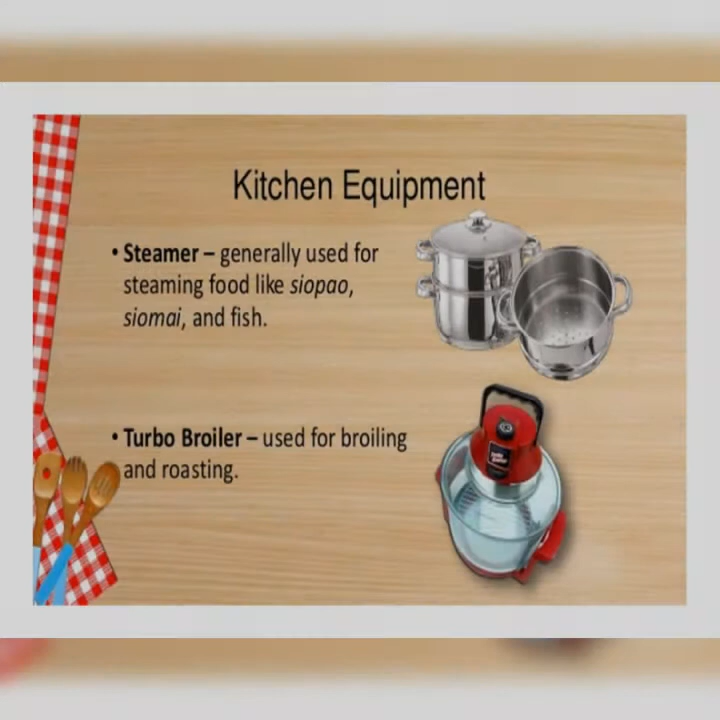 Kitchen Equipment
• Steamer – generally used for
steaming food like siopao,
siomai, and fish.
• Turbo Broiler – used for broiling
and roasting.